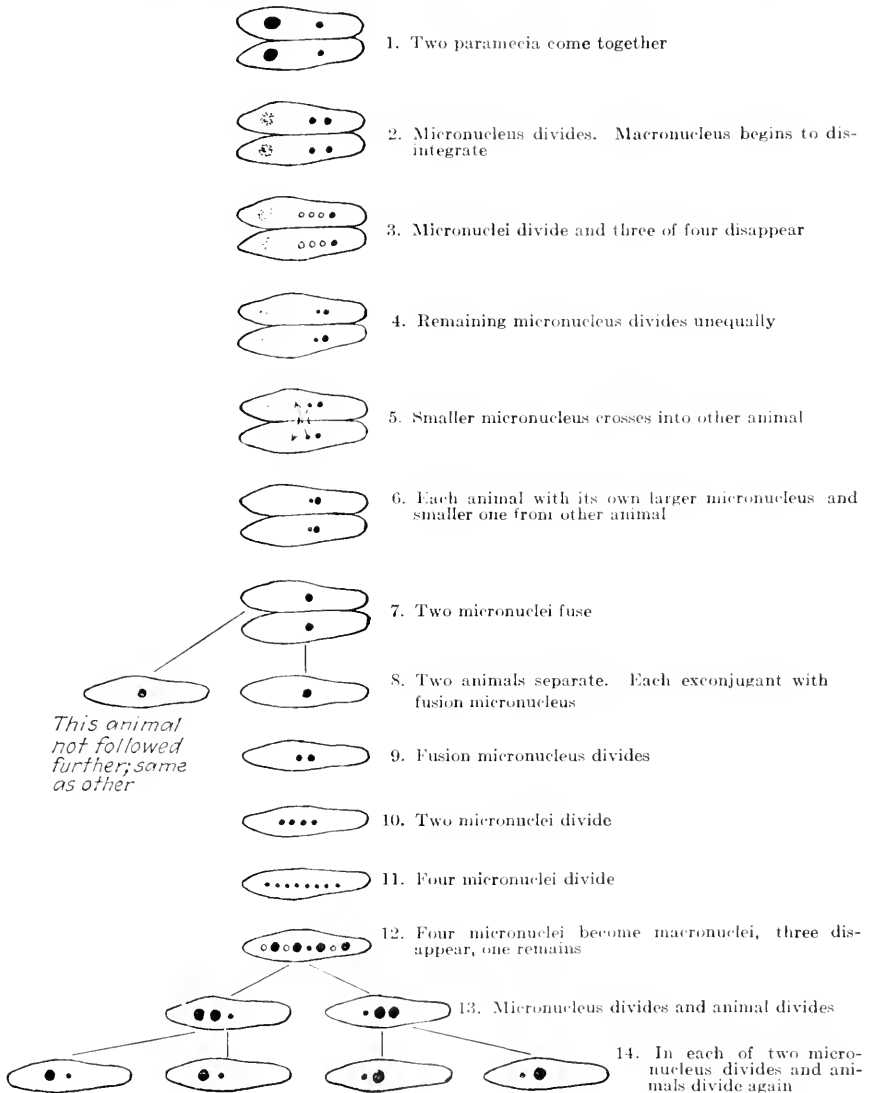 1. Two paramecia come together
2. Micronucleus divides. Macronucleus begins to dis-
integrate
3. Micronuclei divide and three of four disappear
4. Remaining micronucleus divides unequally
5. Smaller micronucleus crosses into other animal
6. Each animal with its own larger micronucleus and
smaller one from other animal
7. Two micronuclei fuse
8. Two animals separate. Each exconjugant with
fusion micronucleus
This animal
not followed
further; same
as other
9. Fusion micronucleus divides
10. Two micronuclei divide
11. Four micronuclei divide
12. Four micronuclei become macronuclei, three dis-
appear, one remains
13. Micronucleus divides and animal divides
14. In each of two micro-
nucleus divides and ani-
mals divide again